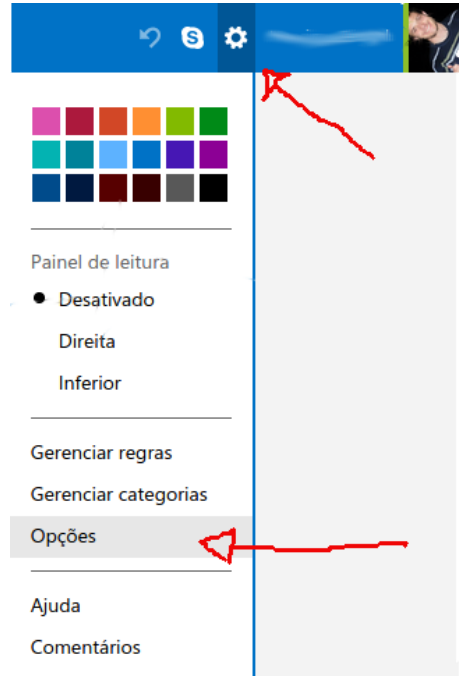 Painel de leitura
Desativado
Direita
Inferior
Gerenciar regras
Gerenciar categorias
Opções
Ajuda
Comentários